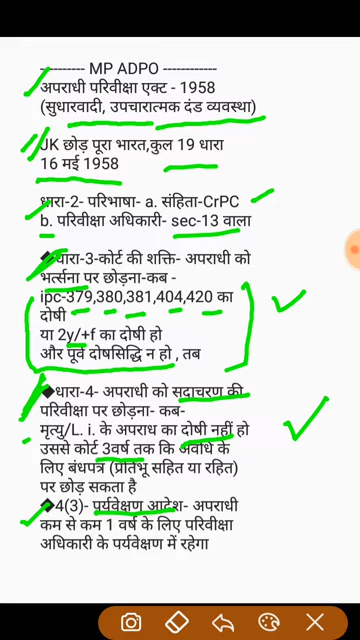 ---------- MP ADPO ------------
अपराधी परिवीक्षा एक्ट - 1958
(सुधारवादी, उपचारात्मक दंड व्यवस्था)
JK छोड़ पूरा भारत,कुल 19 धारा
16 मई 1958
धारा-2- परिभाषा- a. संहिता-CrPC
b. परिवीक्षा अधिकारी- sec-13 वाला
◆धारा-3-कोर्ट की शक्ति- अपराधी को
भर्त्सना पर छोड़ना-कब -
ipc-379,380,381,404,420 का
दोषी
या 2y/+f का दोषी हो
और पूर्व दोषसिद्धि न हो , तब
◆धारा-4- अपराधी को सदाचरण की
परिवीक्षा पर छोड़ना- कब-
मृत्यु/L. i. के अपराध का दोषी नहीं हो
उससे कोर्ट 3वर्ष तक कि अवधि के
लिए बंधपत्र (प्रतिभू सहित या रहित)
पर छोड़ सकता है
◆4(3)- पर्यवेक्षण आदेश- अपराधी
कम से कम 1 वर्ष के लिए परिवीक्षा
अधिकारी के पर्यवेक्षण में रहेगा